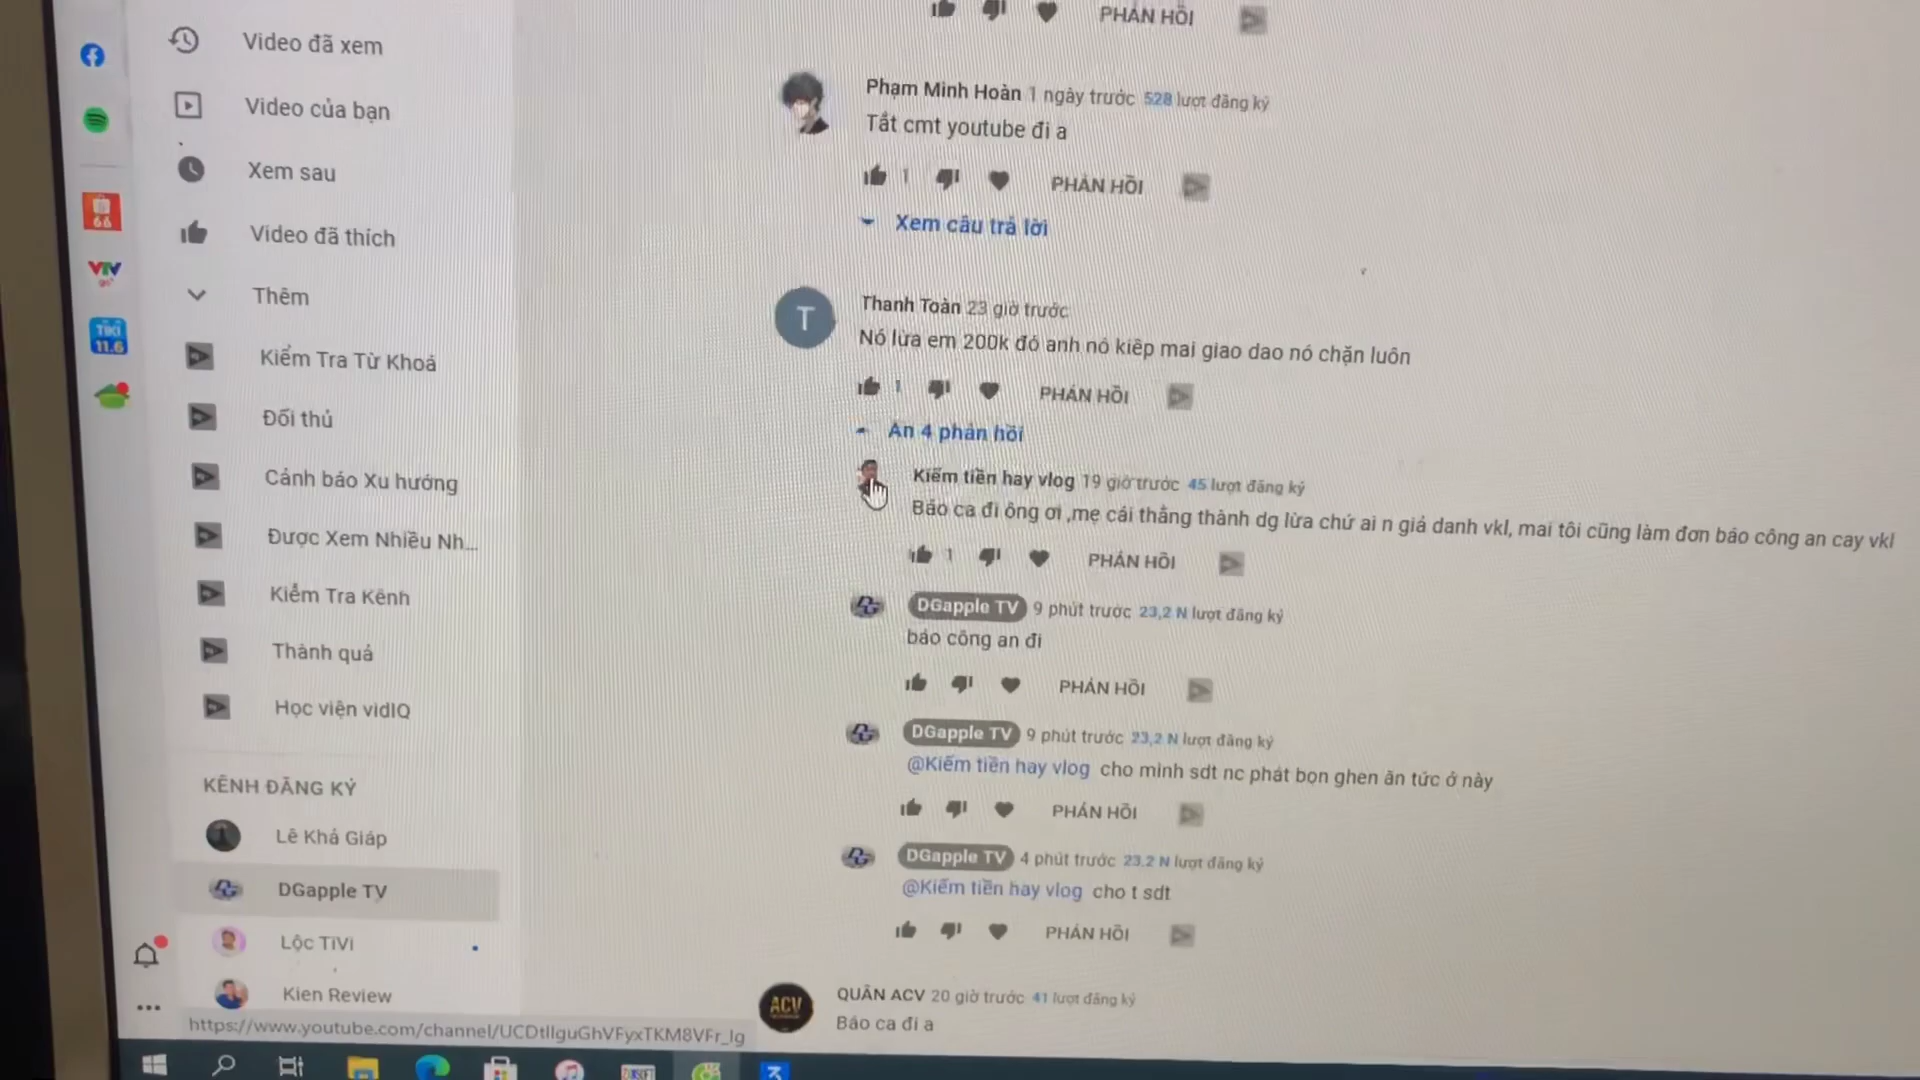 PHẢN HỒI
Video đã xem
Video của bạn
Xem sau
Video đã thích
Thêm
Kiểm Tra Từ Khoá
Đối thủ
Cảnh báo Xu hướng
Được Xem Nhiều Nh...
Kiểm Tra Kênh
Thành quả
Học viện vidIQ
KÊNH ĐĂNG KÝ
Lê Khả Giáp
DGapple TV
Lộc TiVi
Kien Review
66
VTV
go
TIKI
11.6
Phạm Minh Hoàn 1 ngày trước 528 lượt đăng ký
Tắt cmt youtube đi a
1 PHẢN HỒI
Xem câu trả lời
T
Thanh Toàn 23 giờ trước
Nó lừa em 200k đó anh nó kiêp mai giao dao nó chặn luôn
1 PHẢN HỒI
Ẩn 4 phản hồi
Kiếm tiền hay vlog 19 giờ trước 45 lượt đăng ký
Báo ca đi ông ơi ,mẹ cái thằng thành dg lừa chứ ai n giả danh vkl, mai tôi cũng làm đơn báo công an cay vkl
1 PHẢN HỒI
DGapple TV 9 phút trước 23,2 N lượt đăng ký
báo công an đi
PHẢN HỒI
DGapple TV 9 phút trước 23,2 N lượt đăng ký
@Kiếm tiền hay vlog cho mình sdt nc phát bọn ghen ăn tức ở này
PHẢN HỒI
DGapple TV 4 phút trước 23,2 N lượt đăng ký
@Kiếm tiền hay vlog cho t sdt
PHẢN HỒI
ACV
QUÂN ACV 20 giờ trước 41 lượt đăng ký
Báo ca đi a
https://www.youtube.com/channel/UCDtIlguGhVFyxTKM8VFr_Ig